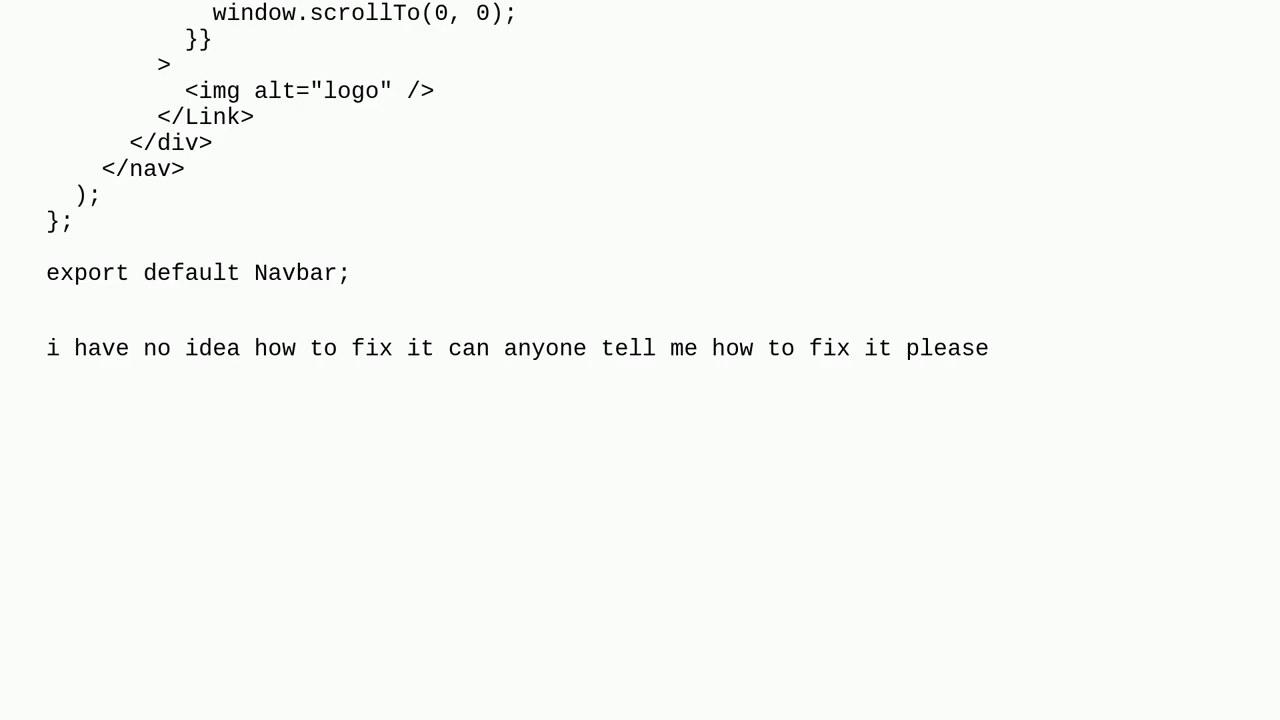 window.scrollTo(0, 0);
}}
>
<img alt="logo" />
</Link>
</div>
</nav>
);
};
export default Navbar;
i have no idea how to fix it can anyone tell me how to fix it please